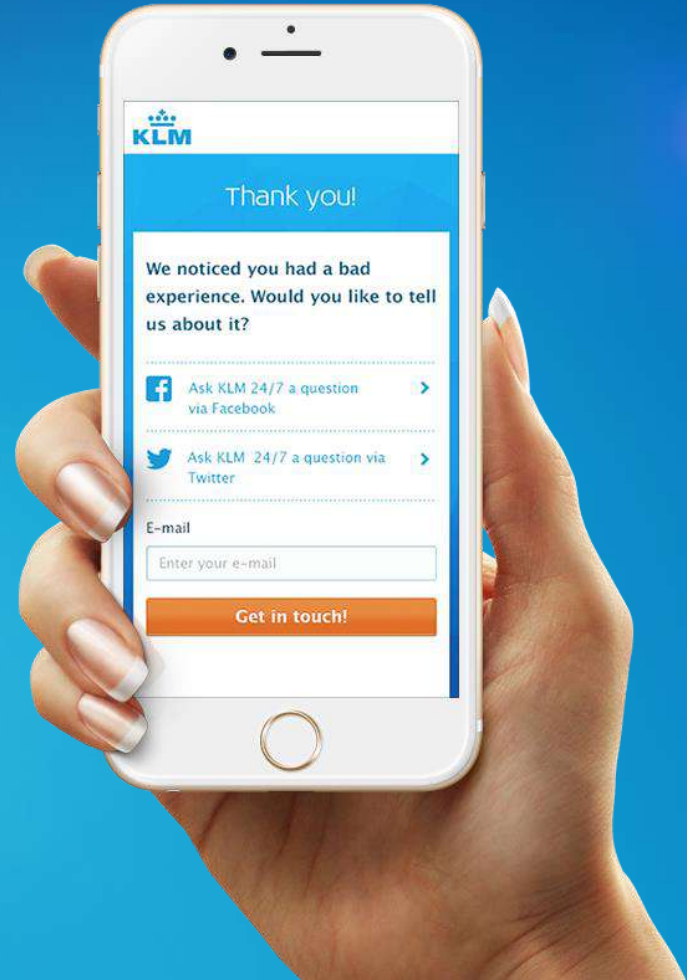 KLM
Thank you!
We noticed you had a bad
experience. Would you like to tell
us about it?
Ask KLM 24/7 a question
via Facebook
Ask KLM 24/7 a question via
Twitter
E-mail
Enter your e-mail
Get in touch!